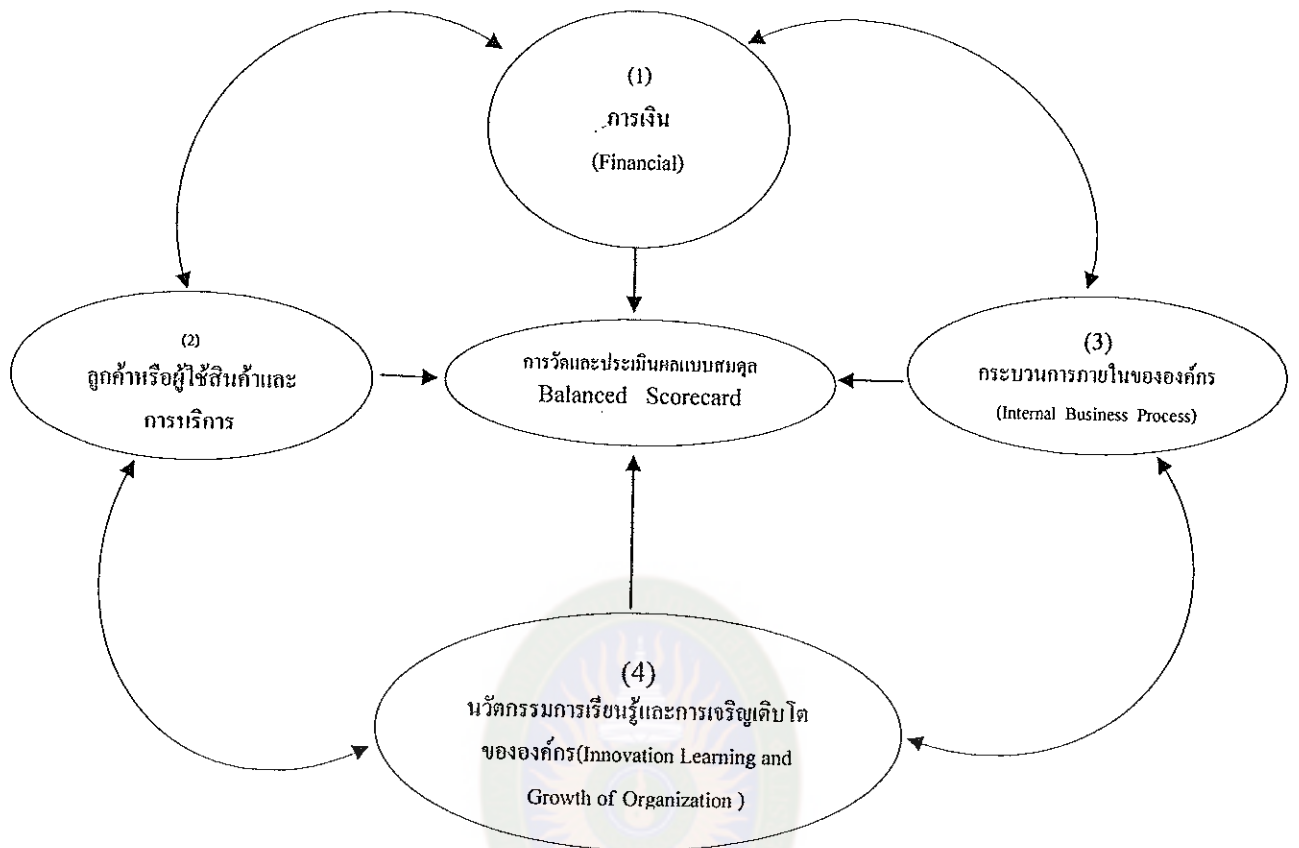 (1)
การเงิน
(Financial)
(2)
ลูกค้าหรือผู้ใช้สินค้าและ
การบริการ
การวัดและประเมินผลแบบสมดุล
Balanced Scorecard
(3)
กระบวนการภายในขององค์กร
(Internal Business Process)
(4)
นวัตกรรมการเรียนรู้และการเจริญเติบโต
ขององค์กร(Innovation Learning and
Growth of Organization )